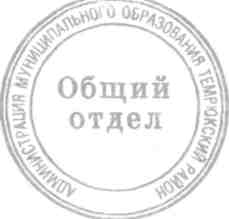 АДМИНИСТРАЦИЯ МУНИЦИПАЛЬНОГО ОБРАЗОВАНИЯ ТЕМРЮКСКИЙ РАЙОН
Общий
отдел